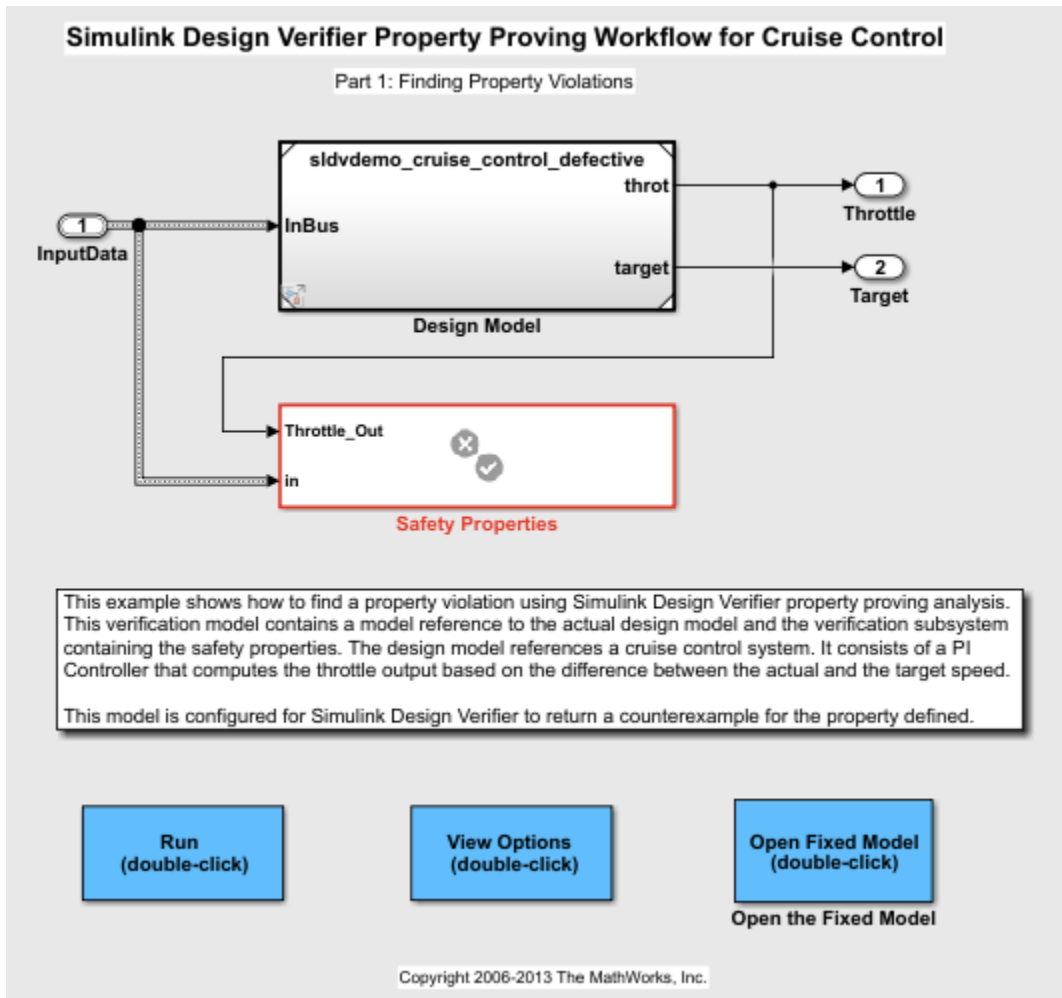 Simulink Design Verifier Property Proving Workflow for Cruise Control
Part 1: Finding Property Violations
sldvdemo_cruise_control_defective
throt
1
Throttle
1
InputData
InBus
target
2
Target
Design Model
Throttle_Out
in
Safety Properties
This example shows how to find a property violation using Simulink Design Verifier property proving analysis.
This verification model contains a model reference to the actual design model and the verification subsystem
containing the safety properties. The design model references a cruise control system. It consists of a PI
Controller that computes the throttle output based on the difference between the actual and the target speed.
This model is configured for Simulink Design Verifier to return a counterexample for the property defined.
Run
(double-click)
View Options
(double-click)
Open Fixed Model
(double-click)
Open the Fixed Model
Copyright 2006-2013 The MathWorks, Inc.